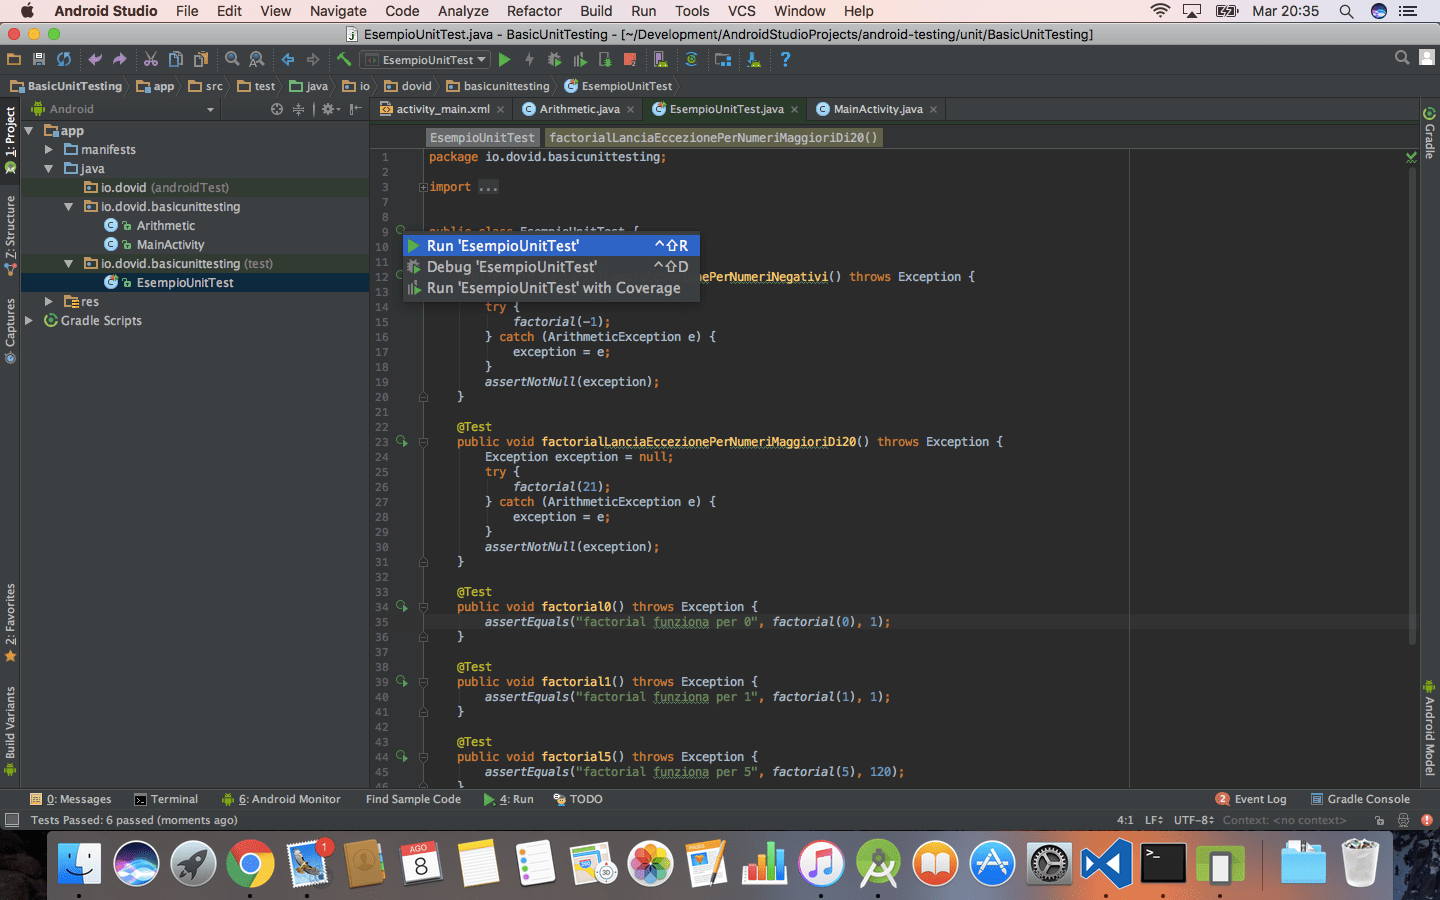 Android Studio File Edit View Navigate Code Analyze Refactor Build Run Tools VCS Window Help Mar 20:35
EsempioUnitTest.java - BasicUnitTesting - [~/Development/AndroidStudioProjects/android-testing/unit/BasicUnitTesting]
EsempioUnitTest
BasicUnitTesting app src test java io dovid basicunittesting EsempioUnitTest
Android
activity_main.xml Arithmetic.java EsempioUnitTest.java MainActivity.java
1: Project
Z: Structure
Captures
2: Favorites
Build Variants
app
manifests
java
io.dovid (androidTest)
io.dovid.basicunittesting
Arithmetic
MainActivity
io.dovid.basicunittesting (test)
EsempioUnitTest
res
Gradle Scripts
EsempioUnitTest factorialLanciaEccezionePerNumeriMaggioriDi20()
1 package io.dovid.basicunittesting;
2
3 import ...
7
8
9 public class EsempioUnitTest {
10 Run 'EsempioUnitTest' ^⇧R
11 Debug 'EsempioUnitTest' ^⇧D
12 PerNumeriNegativi() throws Exception {
Run 'EsempioUnitTest' with Coverage
14 try {
15 factorial(-1);
16 } catch (ArithmeticException e) {
17 exception = e;
18 }
19 assertNotNull(exception);
20 }
21
22 @Test
23 public void factorialLanciaEccezionePerNumeriMaggioriDi20() throws Exception {
24 Exception exception = null;
25 try {
26 factorial(21);
27 } catch (ArithmeticException e) {
28 exception = e;
29 }
30 assertNotNull(exception);
31 }
32
33 @Test
34 public void factorial0() throws Exception {
35 assertEquals("factorial funziona per 0", factorial(0), 1);
36 }
37
38 @Test
39 public void factorial1() throws Exception {
40 assertEquals("factorial funziona per 1", factorial(1), 1);
41 }
42
43 @Test
44 public void factorial5() throws Exception {
45 assertEquals("factorial funziona per 5", factorial(5), 120);
46 }
Gradle
Android Model
0: Messages Terminal 6: Android Monitor Find Sample Code 4: Run TODO 2 Event Log Gradle Console
Tests Passed: 6 passed (moments ago) 4:1 LF÷ UTF-8÷ Context: <no context>
1
AGO
8
3D
>_